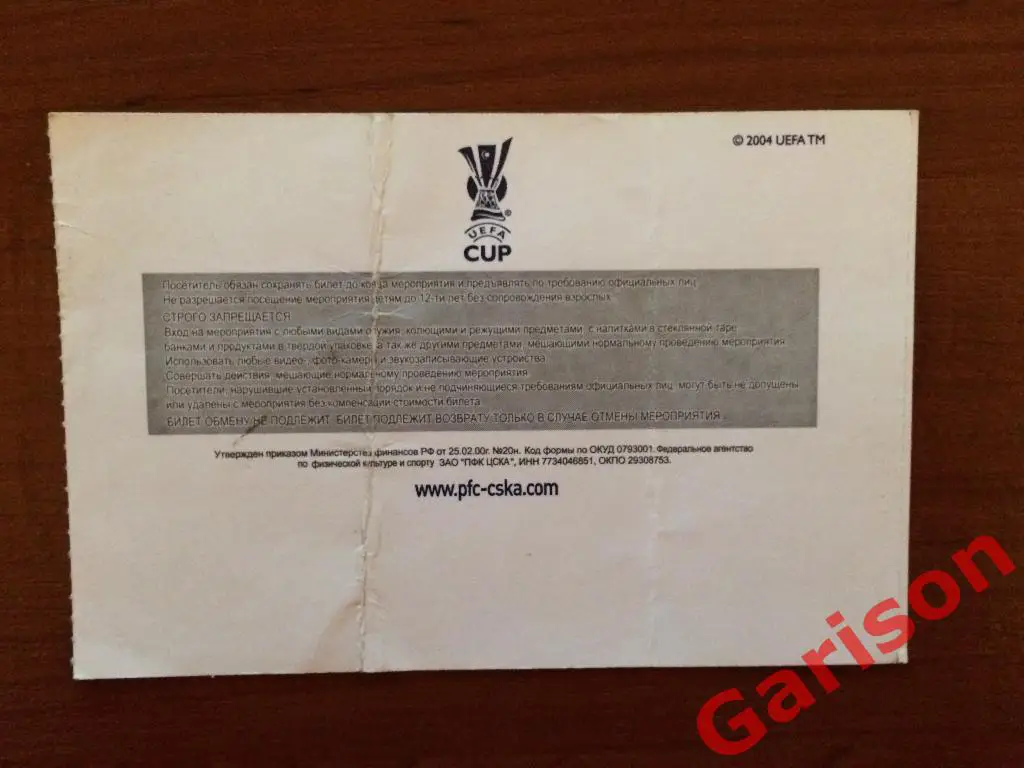 © 2004 UEFA TM
UEFA
CUP
Посетитель обязан сохранять билет до конца мероприятия и предъявлять по требованию официальных лиц
Не разрешается посещение мероприятия детям до 12-ти лет без сопровождения взрослых
СТРОГО ЗАПРЕЩАЕТСЯ
Вход на мероприятия с любыми видами оружия, колющими и режущими предметами, с напитками в стеклянной таре
банками и продуктами в твердой упаковке а так же другими предметами, мешающими нормальному проведению мероприятия
Использовать любые видео-, фото-камеры и звукозаписывающие устройства
Совершать действия, мешающие нормальному проведению мероприятия
Посетители, нарушившие установленный порядок и не подчиняющиеся требованиям официальных лиц, могут быть не допущены
или удалены с мероприятия без компенсации стоимости билета
БИЛЕТ ОБМЕНУ НЕ ПОДЛЕЖИТ. БИЛЕТ ПОДЛЕЖИТ ВОЗВРАТУ ТОЛЬКО В СЛУЧАЕ ОТМЕНЫ МЕРОПРИЯТИЯ
Утвержден приказом Министерства финансов РФ от 25.02.00г. №20н. Код формы по ОКУД 0793001. Федеральное агентство
по физической культуре и спорту ЗАО "ПФК ЦСКА", ИНН 7734046851, ОКПО 29308753.
www.pfc-cska.com
Garison